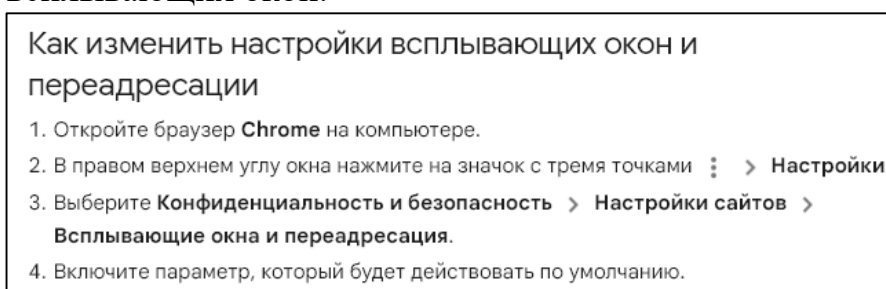 Как изменить настройки всплывающих окон и
переадресации
1. Откройте браузер Chrome на компьютере.
2. В правом верхнем углу окна нажмите на значок с тремя точками ⋮ > Настройки
3. Выберите Конфиденциальность и безопасность > Настройки сайтов >
Всплывающие окна и переадресация.
4. Включите параметр, который будет действовать по умолчанию.